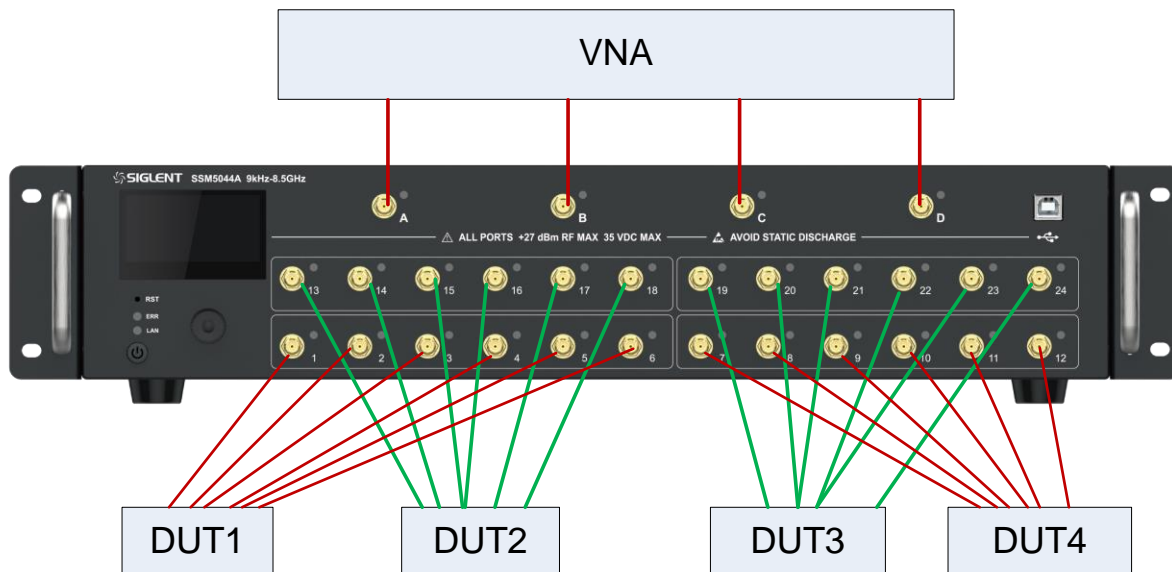 VNA
SIGLENT SSM5044A 9kHz-8.5GHz
A B C D
ALL PORTS +27 dBm RF MAX 35 VDC MAX AVOID STATIC DISCHARGE
13 14 15 16 17 18 19 20 21 22 23 24
RST
ERR
LAN
1 2 3 4 5 6 7 8 9 10 11 12
DUT1 DUT2 DUT3 DUT4